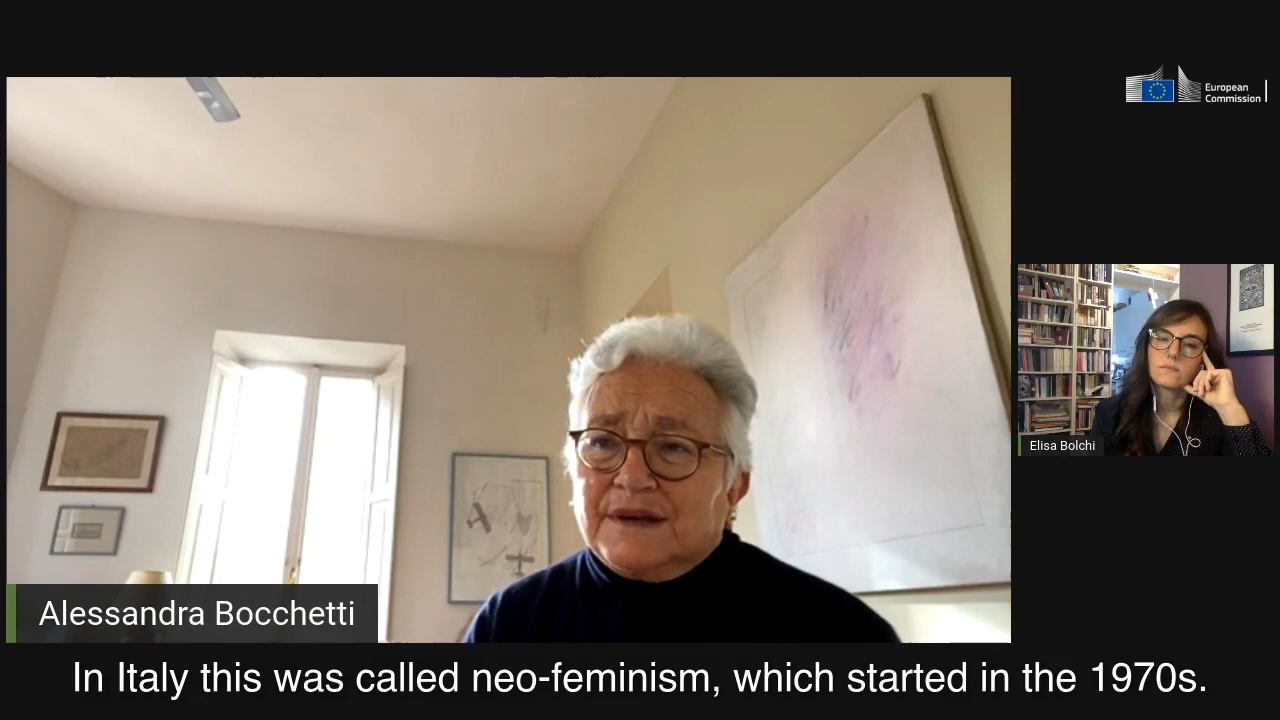 European
Commission
Elisa Bolchi
Alessandra Bocchetti
In Italy this was called neo-feminism, which started in the 1970s.